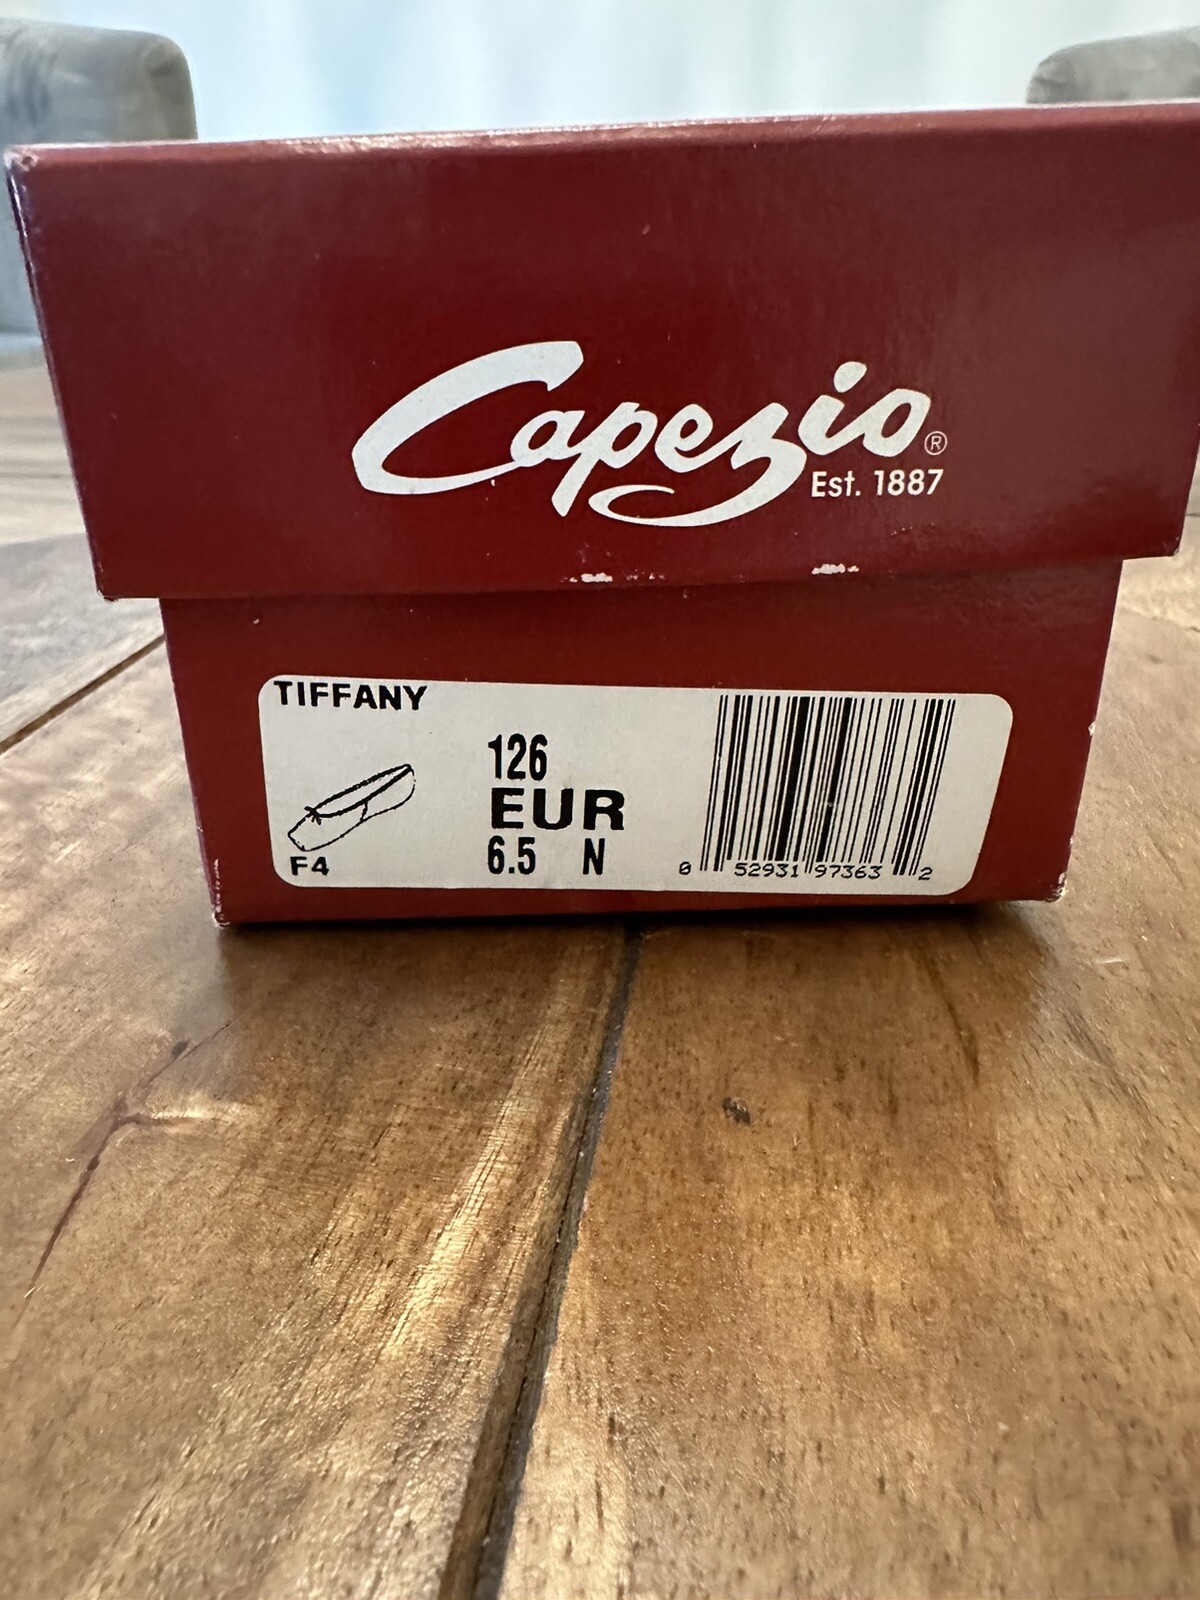 Capezio®
Est. 1887
TIFFANY
126
EUR
6.5 N
F4
0 52931 97363 2